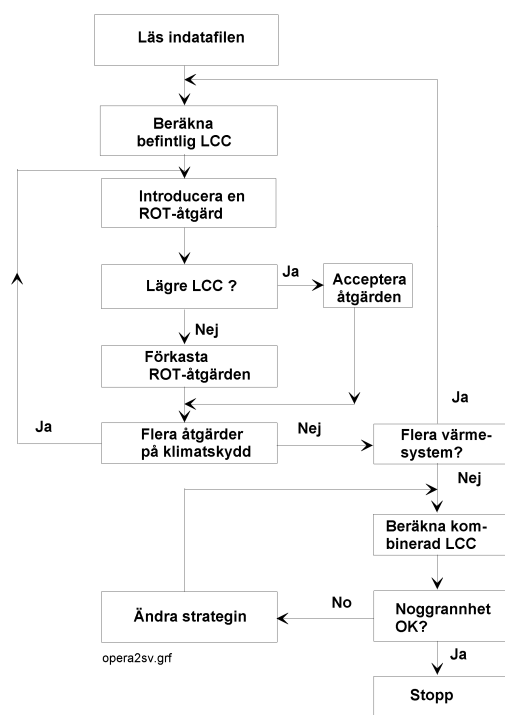 Läs indatafilen
Beräkna
befintlig LCC
Introducera en
ROT-åtgärd
Lägre LCC ?
Ja
Acceptera
åtgärden
Nej
Förkasta
ROT-åtgärden
Ja
Flera åtgärder
på klimatskydd
Nej
Ja
Flera värme-
system?
Nej
Beräkna kom-
binerad LCC
Ändra strategin
No
Noggrannhet
OK?
opera2sv.grf
Ja
Stopp